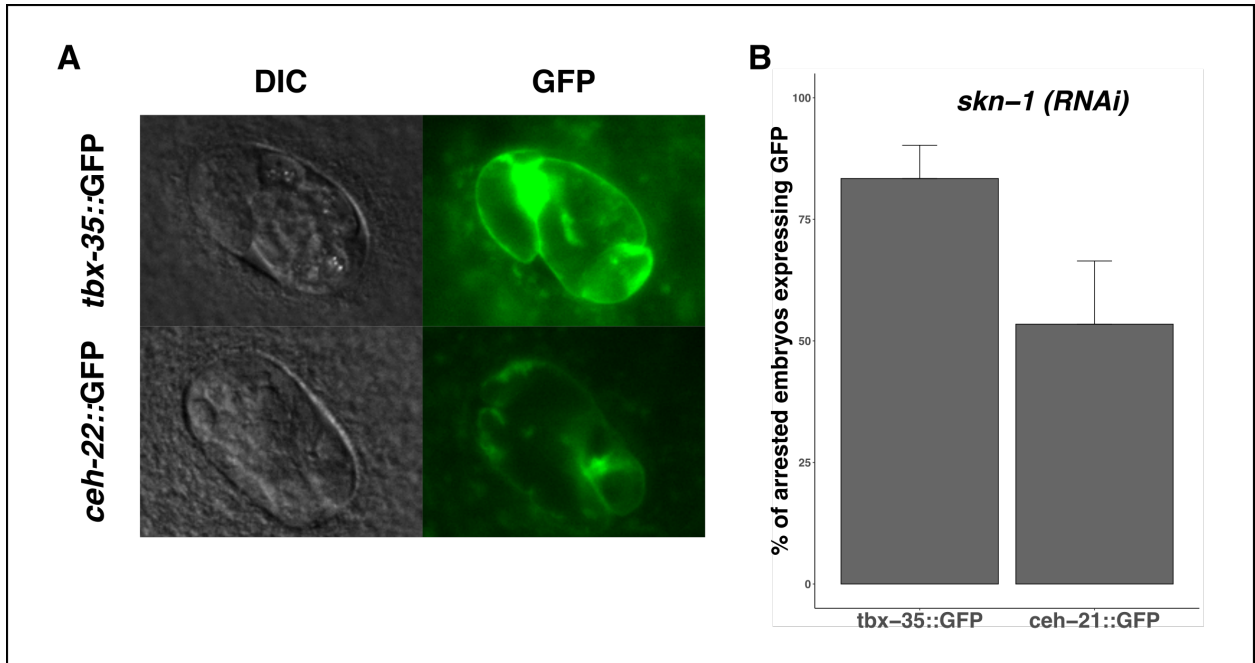 A
DIC
GFP
tbx-35::GFP
ceh-22::GFP
B
skn−1 (RNAi)
% of arrested embryos expressing GFP
100
75
50
25
0
tbx−35::GFP
ceh−21::GFP